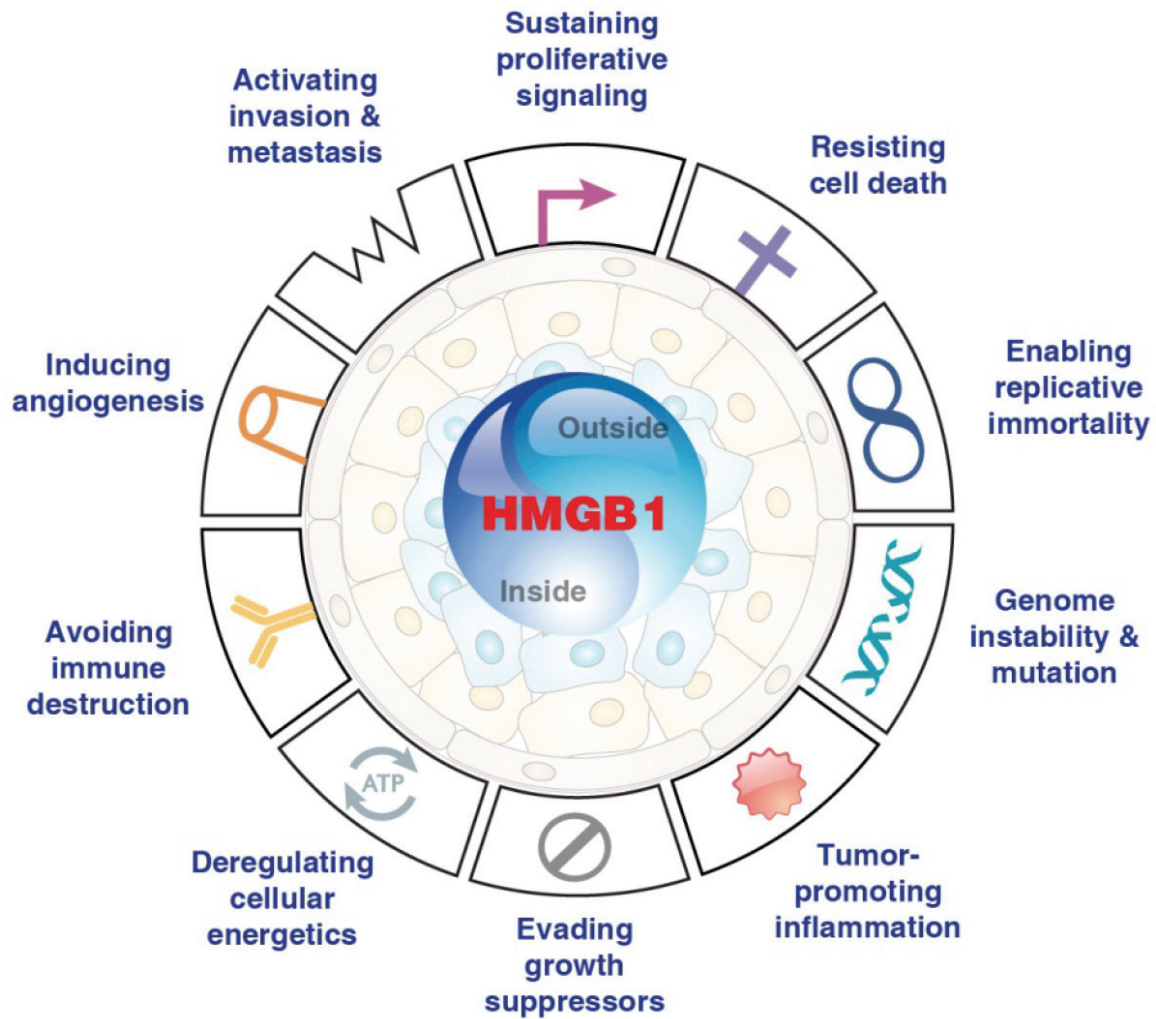 Sustaining
proliferative
signaling
Activating
invasion &
metastasis
Resisting
cell death
Inducing
angiogenesis
Enabling
replicative
immortality
Outside
HMGB1
Inside
Avoiding
immune
destruction
Genome
instability &
mutation
ATP
Deregulating
cellular
energetics
Tumor-
promoting
inflammation
Evading
growth
suppressors